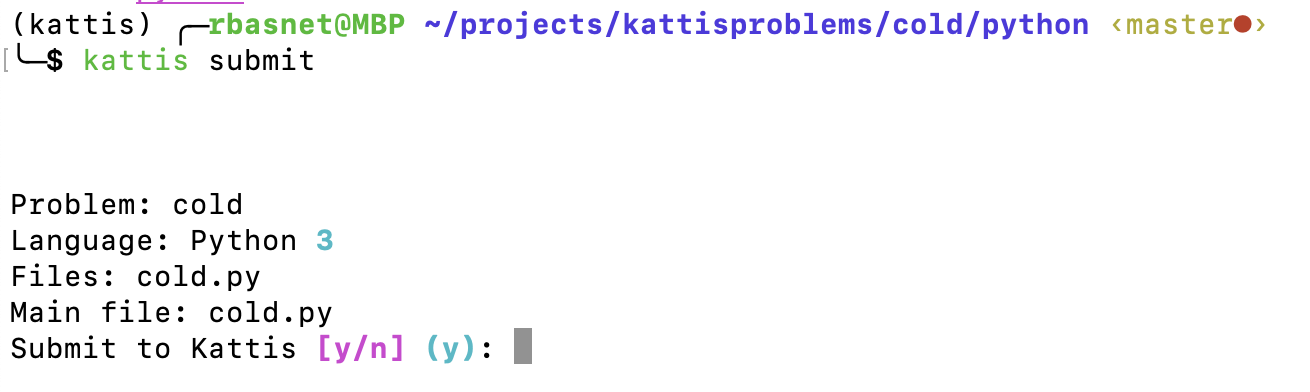 (kattis) ╭─rbasnet@MBP ~/projects/kattisproblems/cold/python ‹master●›
╰─$ kattis submit
Problem: cold
Language: Python 3
Files: cold.py
Main file: cold.py
Submit to Kattis [y/n] (y):